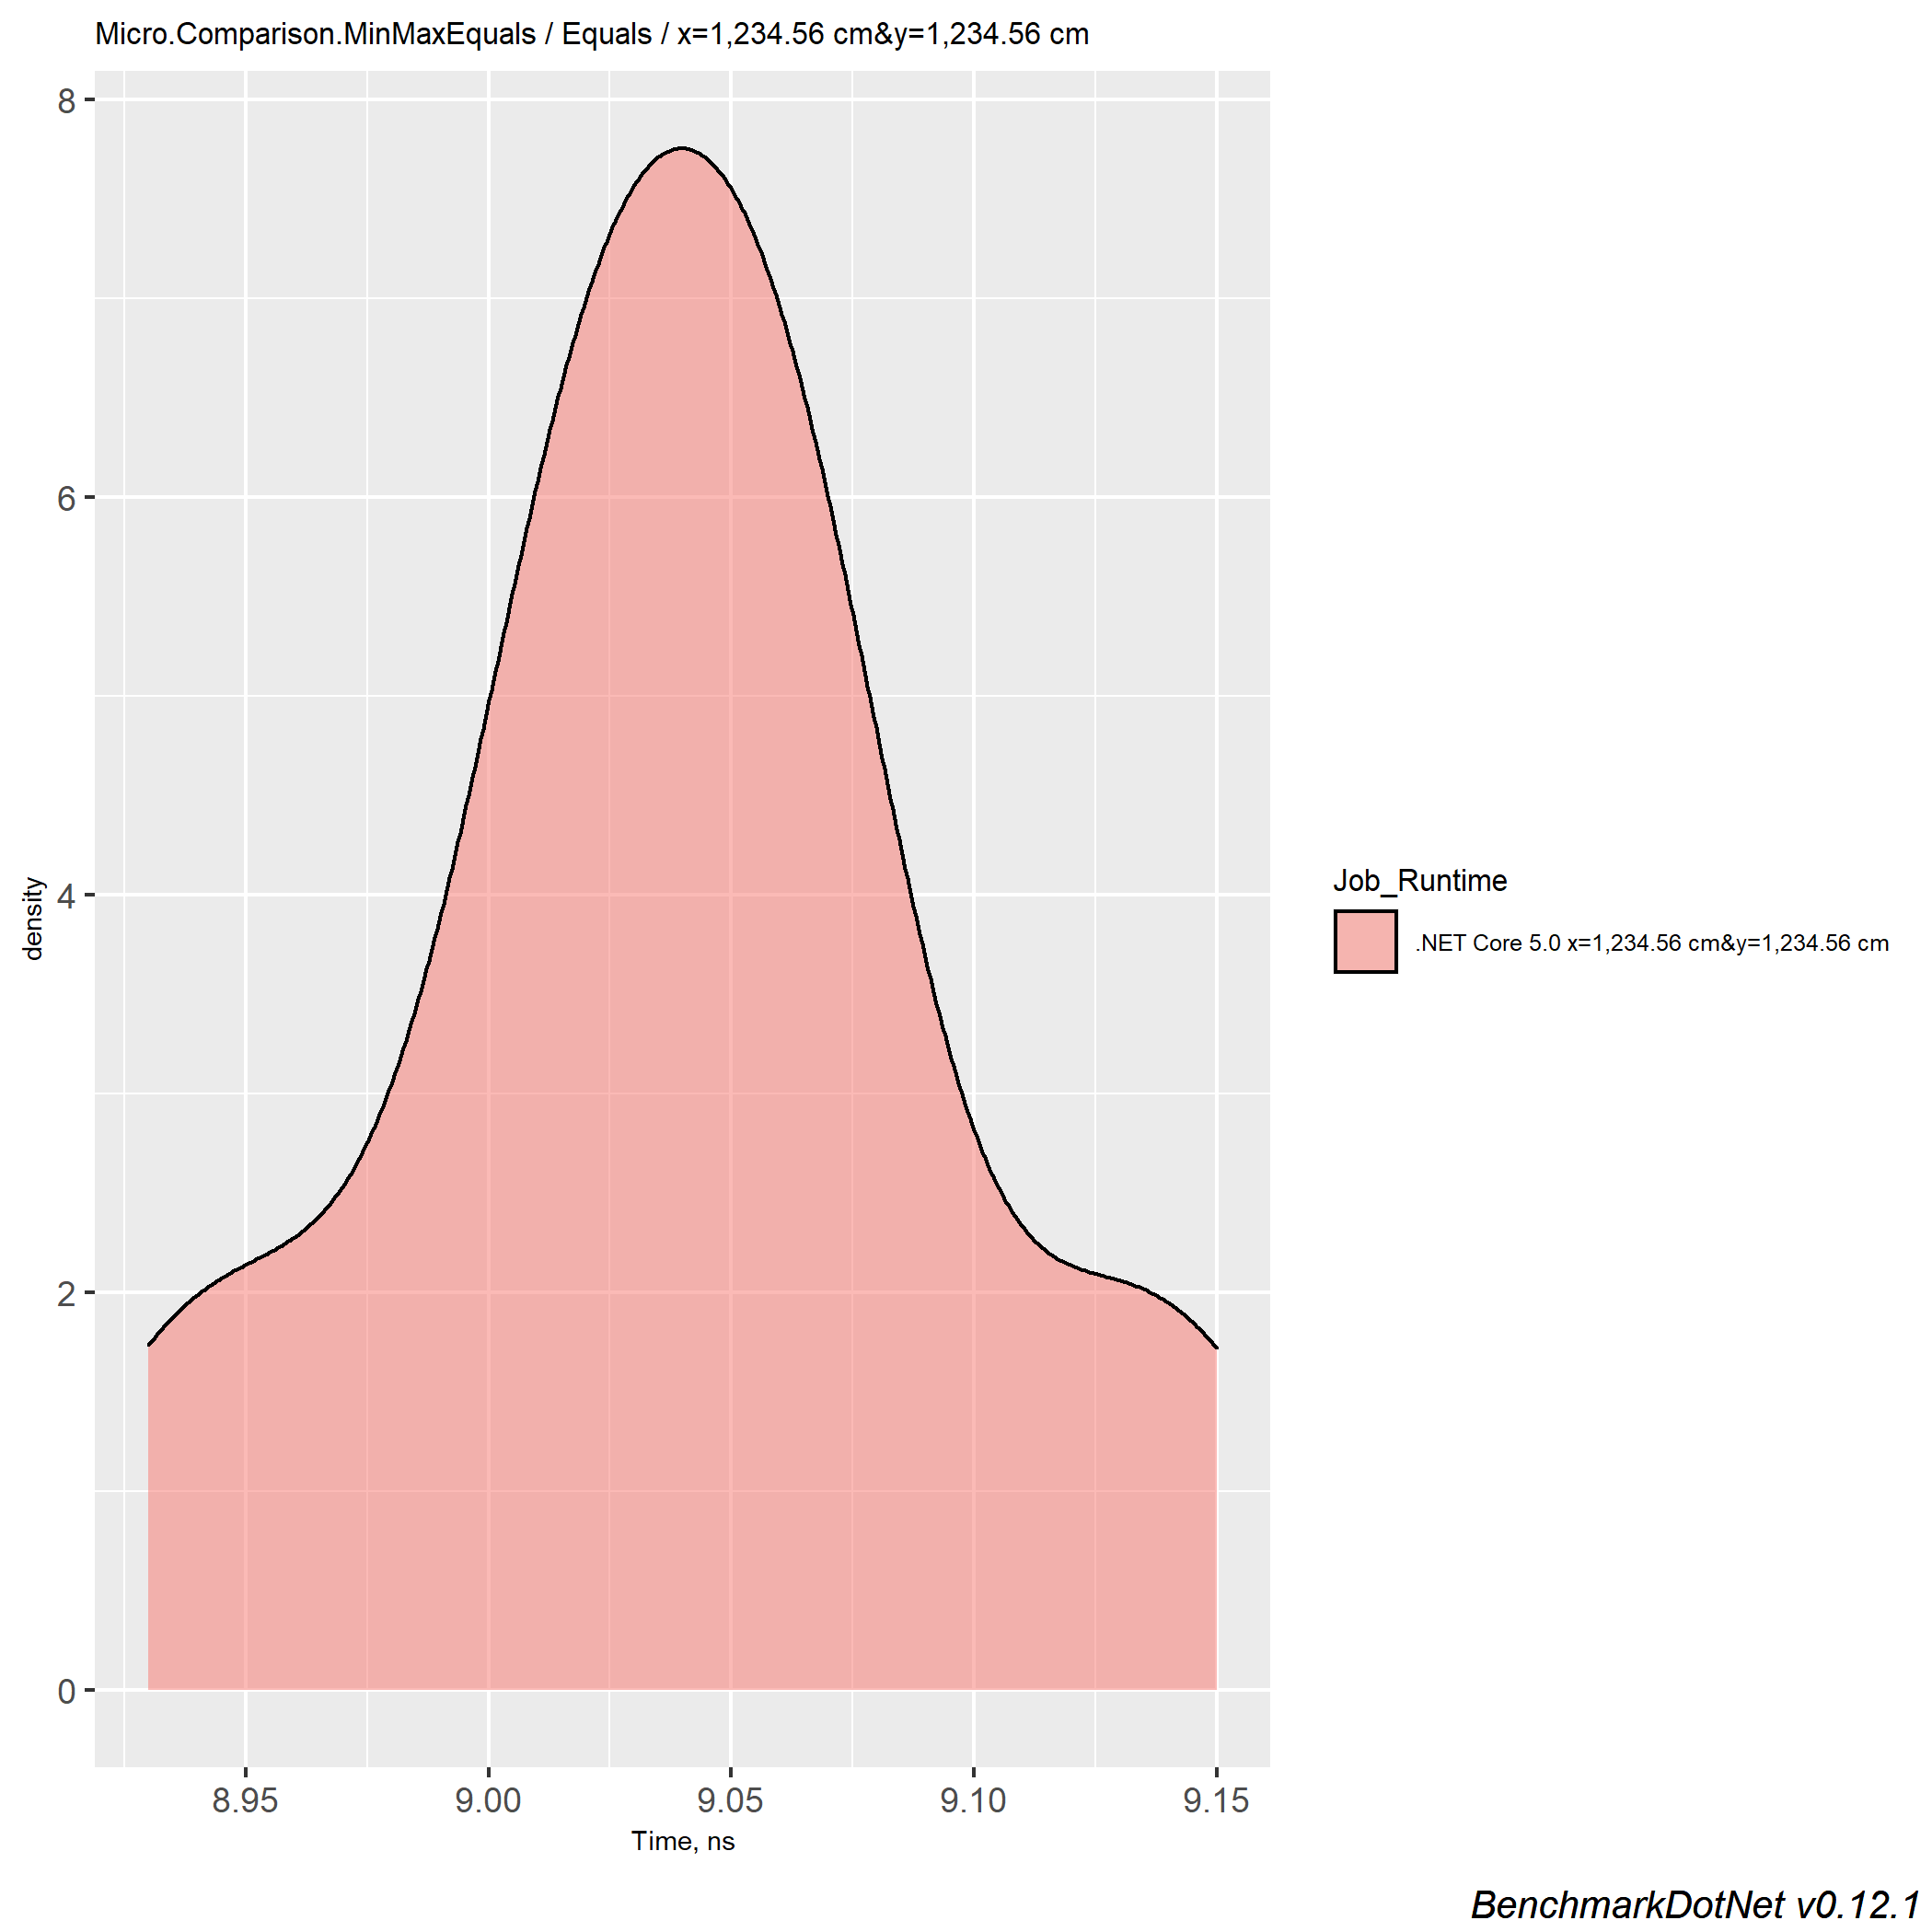 Micro.Comparison.MinMaxEquals / Equals / x=1,234.56 cm&y=1,234.56 cm
8
6
4
2
0
density
8.95 9.00 9.05 9.10 9.15
Time, ns
Job_Runtime
.NET Core 5.0 x=1,234.56 cm&y=1,234.56 cm
BenchmarkDotNet v0.12.1